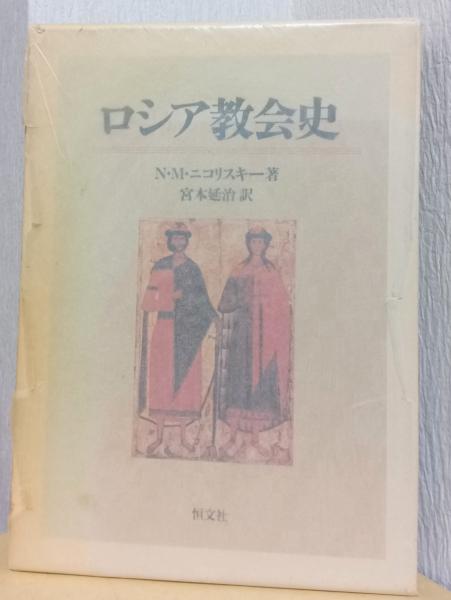 ロシア教会史
N・M・ニコリスキー著
宮本延治訳
恒文社